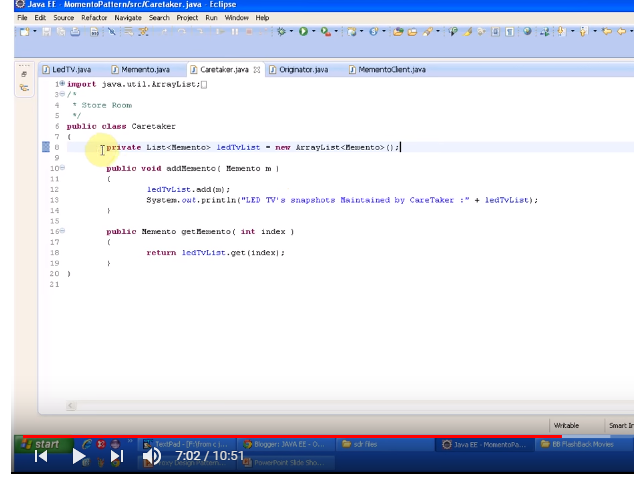 Java EE - MomentoPattern/src/Caretaker.java - Eclipse
File Edit Source Refactor Navigate Search Project Run Window Help
LedTV.java Memento.java Caretaker.java Originator.java MementoClient.java
1 import java.util.ArrayList;
3 /*
4 * Store Room
5 */
6 public class Caretaker
7 {
8 private List<Memento> ledTvList = new ArrayList<Memento>();
9
10 public void addMemento( Memento m )
11 {
12 ledTvList.add(m);
13 System.out.println("LED TV's snapshots Maintained by CareTaker :" + ledTvList);
14 }
15
16 public Memento getMemento( int index )
17 {
18 return ledTvList.get(index);
19 }
20 }
21
Writable Smart In
start TextPad - [F:\from c j... Blogger: JAVA EE - O... sdr files Java EE - MomentoPa... BB FlashBack Movies
7:02 / 10:51
Proxy Design Pattern... PowerPoint Slide Sho...